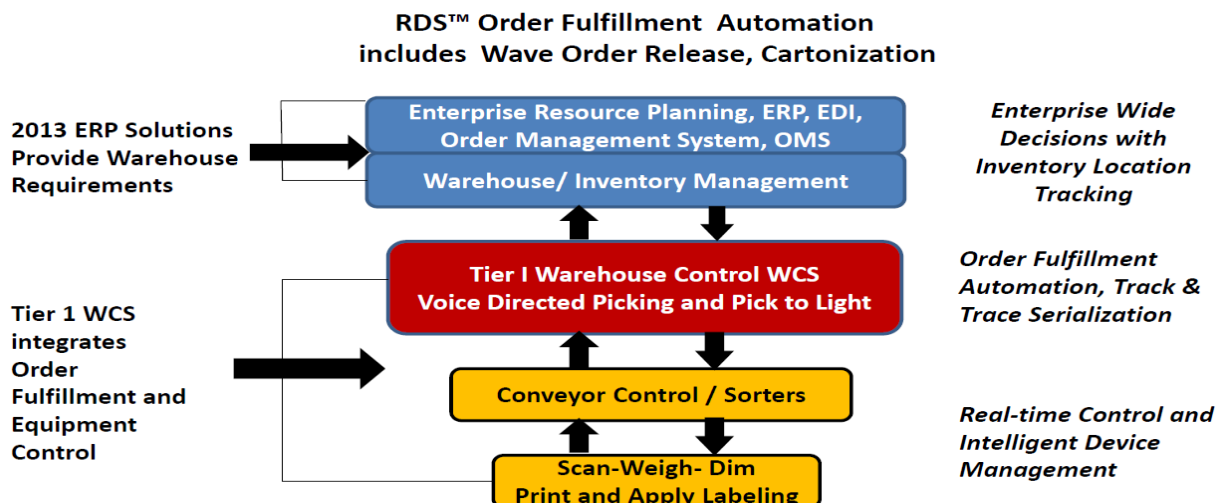 RDS™ Order Fulfillment Automation
includes Wave Order Release, Cartonization
2013 ERP Solutions
Provide Warehouse
Requirements
Enterprise Resource Planning, ERP, EDI,
Order Management System, OMS
Warehouse/ Inventory Management
Enterprise Wide
Decisions with
Inventory Location
Tracking
Tier I Warehouse Control WCS
Voice Directed Picking and Pick to Light
Order Fulfillment
Automation, Track &
Trace Serialization
Tier 1 WCS
integrates
Order
Fulfillment and
Equipment
Control
Conveyor Control / Sorters
Scan-Weigh- Dim
Print and Apply Labeling
Real-time Control and
Intelligent Device
Management